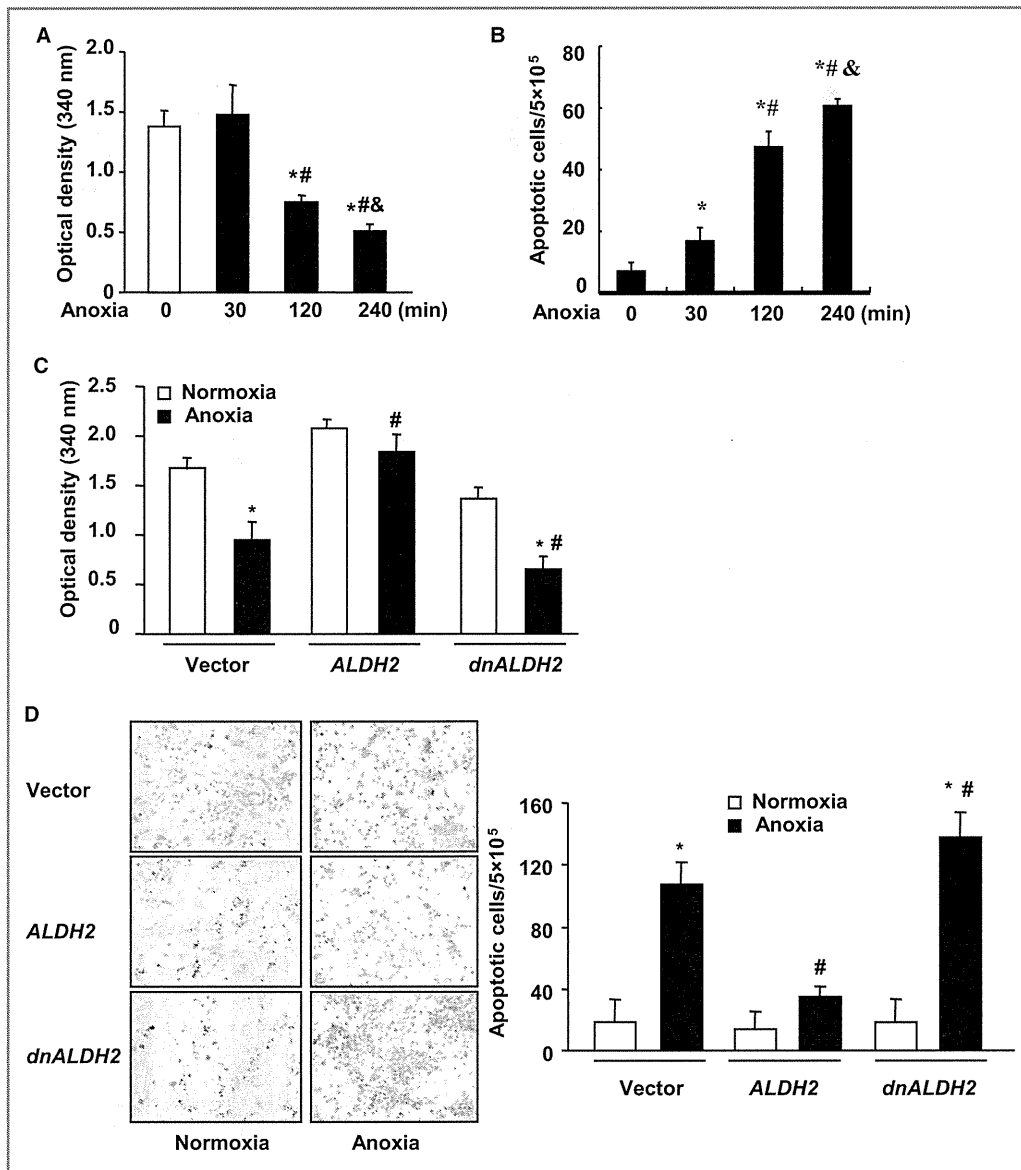 A
Optical density (340 nm)
2.0
1.5
1.0
0.5
0
*#
*#&
Anoxia 0 30 120 240 (min)
B
Apoptotic cells/5×10⁵
80
60
40
20
0
*
*#
*# &
Anoxia 0 30 120 240 (min)
C
Optical density (340 nm)
2.5
2.0
1.5
1.0
0.5
0
Normoxia
Anoxia
*
#
* #
Vector ALDH2 dnALDH2
D
Vector
ALDH2
dnALDH2
Normoxia Anoxia
Apoptotic cells/5×10⁵
160
120
80
40
0
Normoxia
Anoxia
*
#
* #
Vector ALDH2 dnALDH2